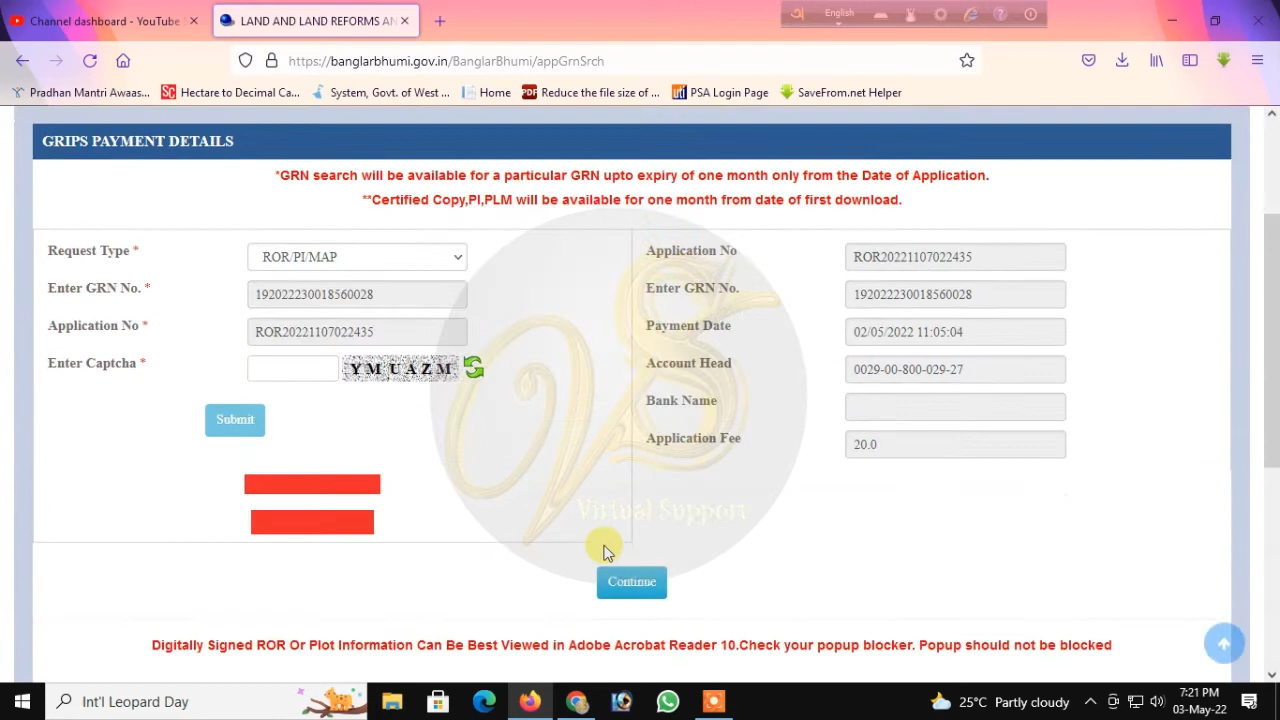 Channel dashboard - YouTube S
LAND AND LAND REFORMS AN
English
https://banglarbhumi.gov.in/BanglarBhumi/appGrnSrch
Pradhan Mantri Awaas...
SC Hectare to Decimal Ca...
System, Govt. of West ...
Home
PDF Reduce the file size of ...
PSA Login Page
SaveFrom.net Helper
GRIPS PAYMENT DETAILS
*GRN search will be available for a particular GRN upto expiry of one month only from the Date of Application.
**Certified Copy,PI,PLM will be available for one month from date of first download.
Request Type * ROR/PI/MAP
Enter GRN No. * 192022230018560028
Application No * ROR20221107022435
Enter Captcha * YMUAZM
Submit
Application No ROR20221107022435
Enter GRN No. 192022230018560028
Payment Date 02/05/2022 11:05:04
Account Head 0029-00-800-029-27
Bank Name
Application Fee 20.0
Virtual Support
Continue
Digitally Signed ROR Or Plot Information Can Be Best Viewed in Adobe Acrobat Reader 10.Check your popup blocker. Popup should not be blocked
Int'l Leopard Day
25°C Partly cloudy
7:21 PM
03-May-22